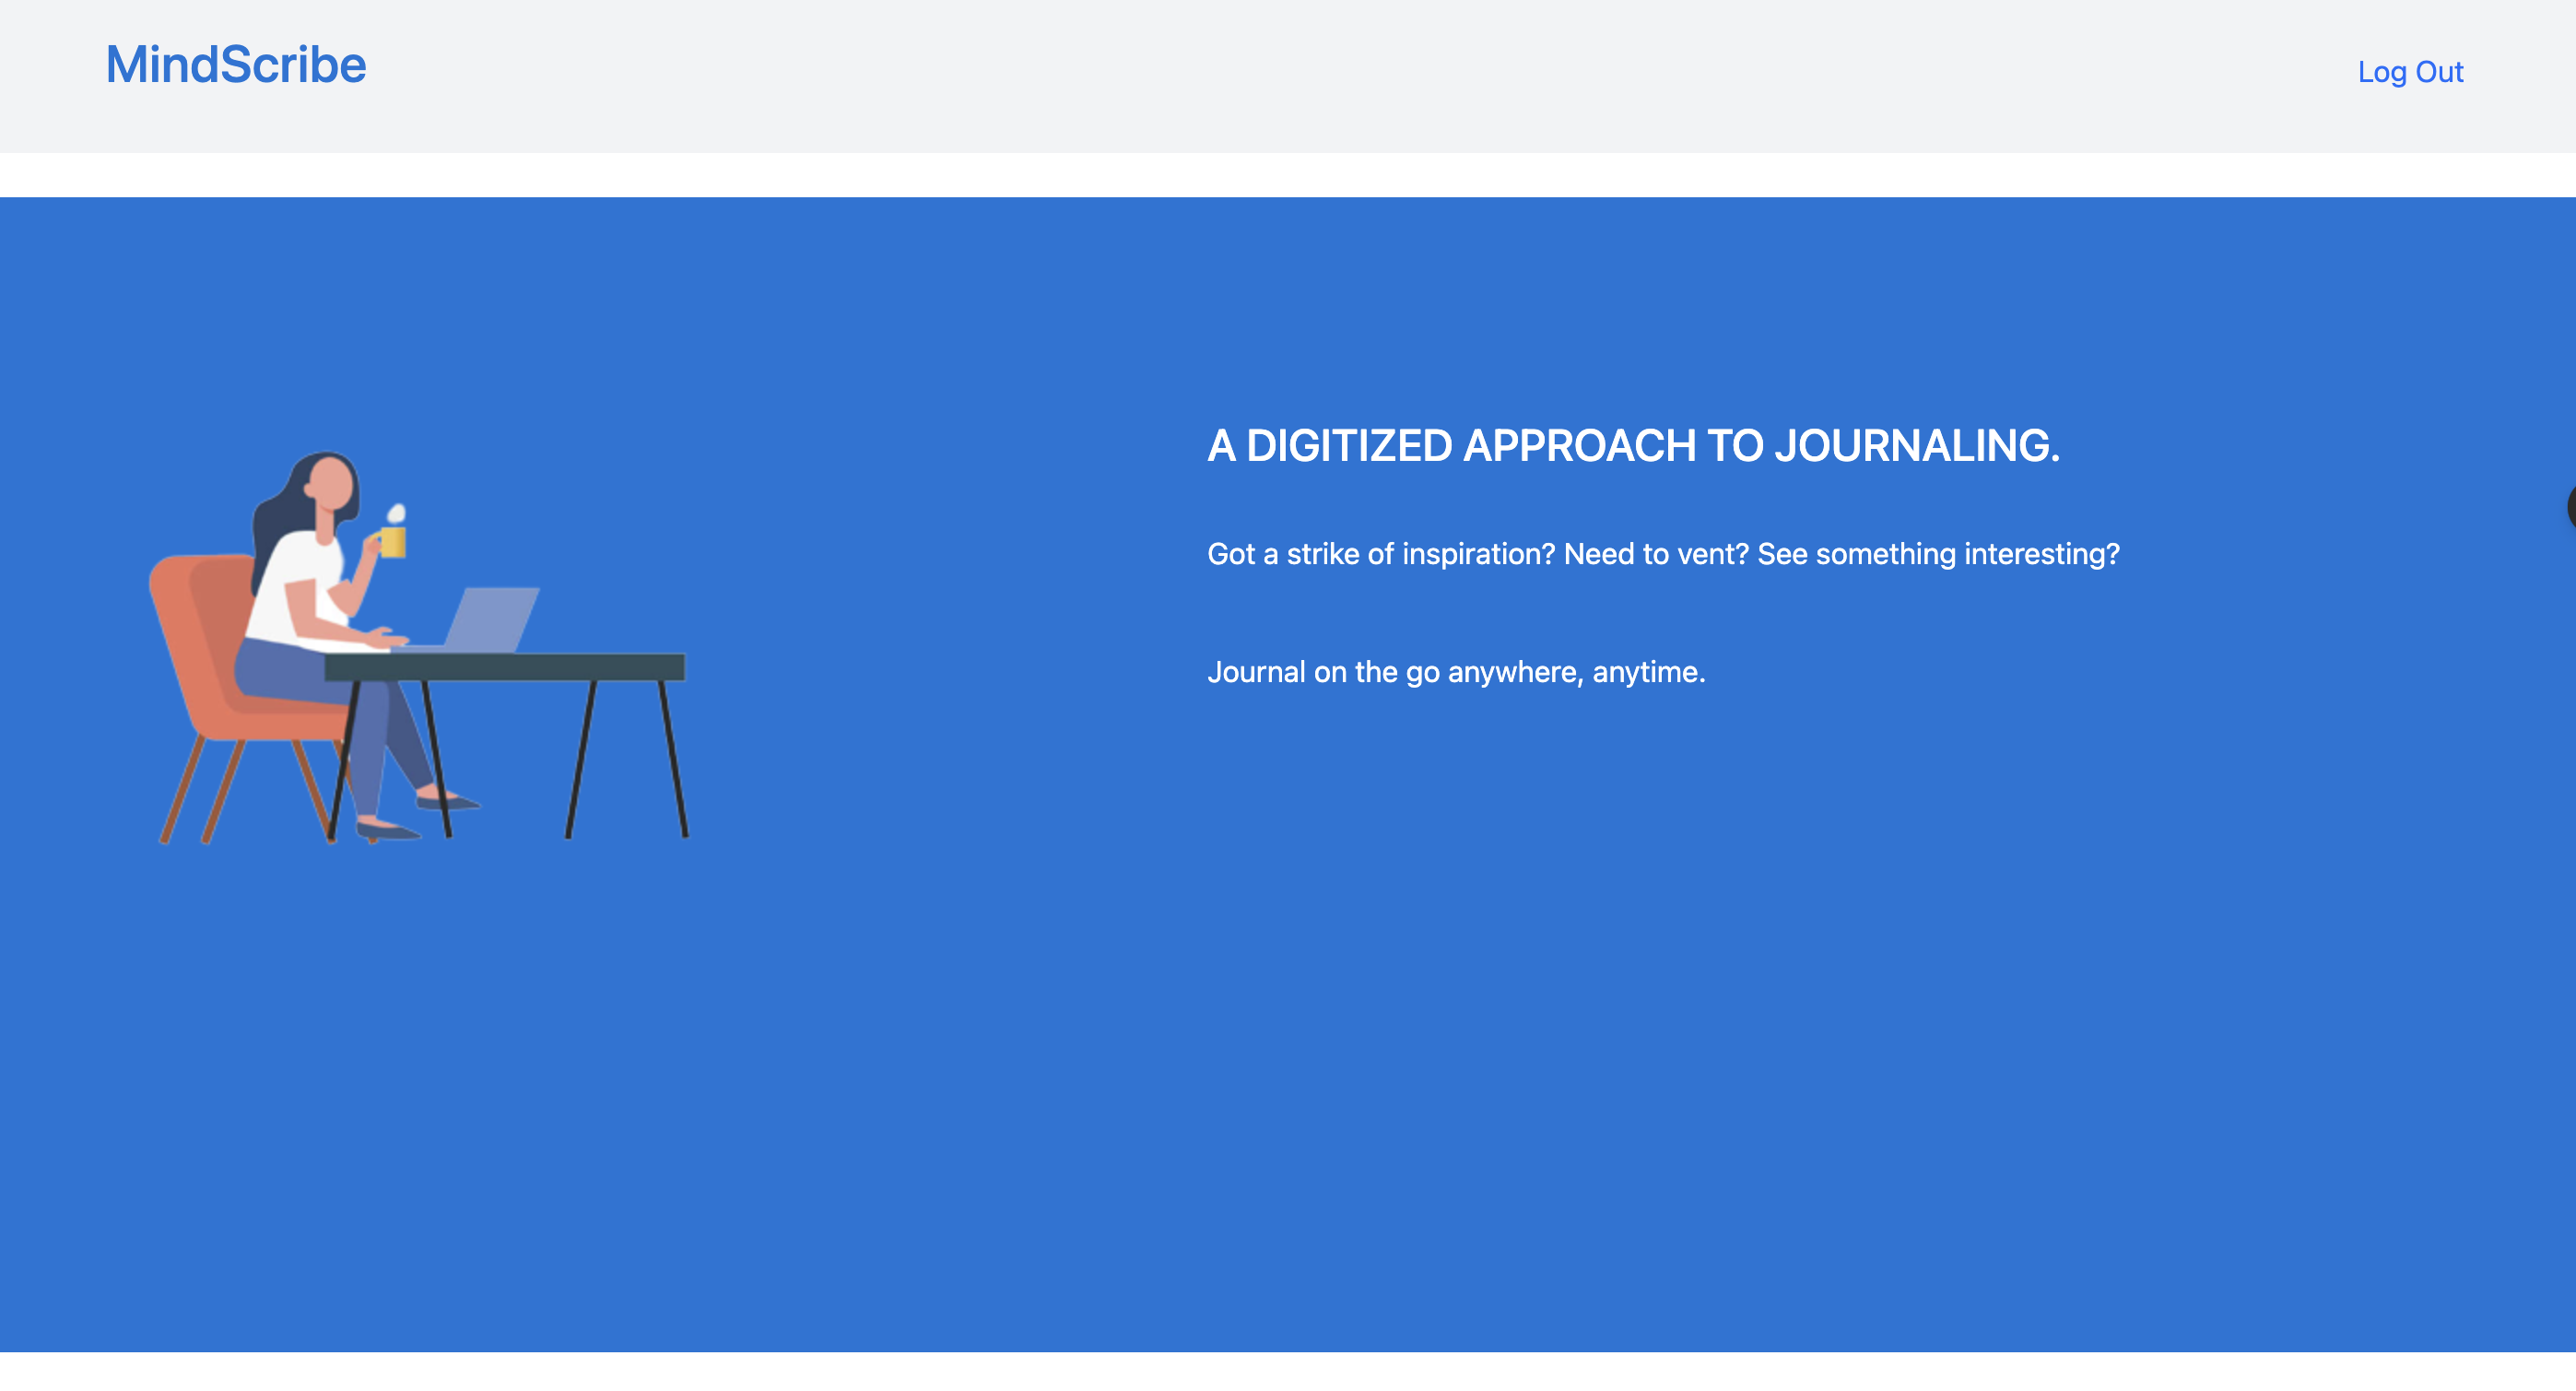 MindScribe
Log Out
A DIGITIZED APPROACH TO JOURNALING.
Got a strike of inspiration? Need to vent? See something interesting?
Journal on the go anywhere, anytime.